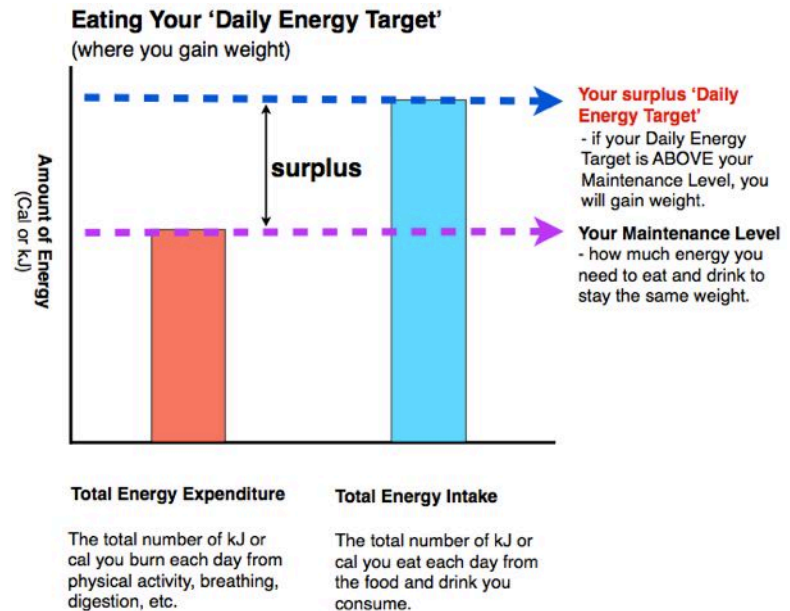 Eating Your ‘Daily Energy Target’
(where you gain weight)
Amount of Energy
(Cal or kJ)
surplus
Your surplus ‘Daily
Energy Target’
- if your Daily Energy
Target is ABOVE your
Maintenance Level, you
will gain weight.
Your Maintenance Level
- how much energy you
need to eat and drink to
stay the same weight.
Total Energy Expenditure
The total number of kJ or
cal you burn each day from
physical activity, breathing,
digestion, etc.
Total Energy Intake
The total number of kJ or
cal you eat each day from
the food and drink you
consume.